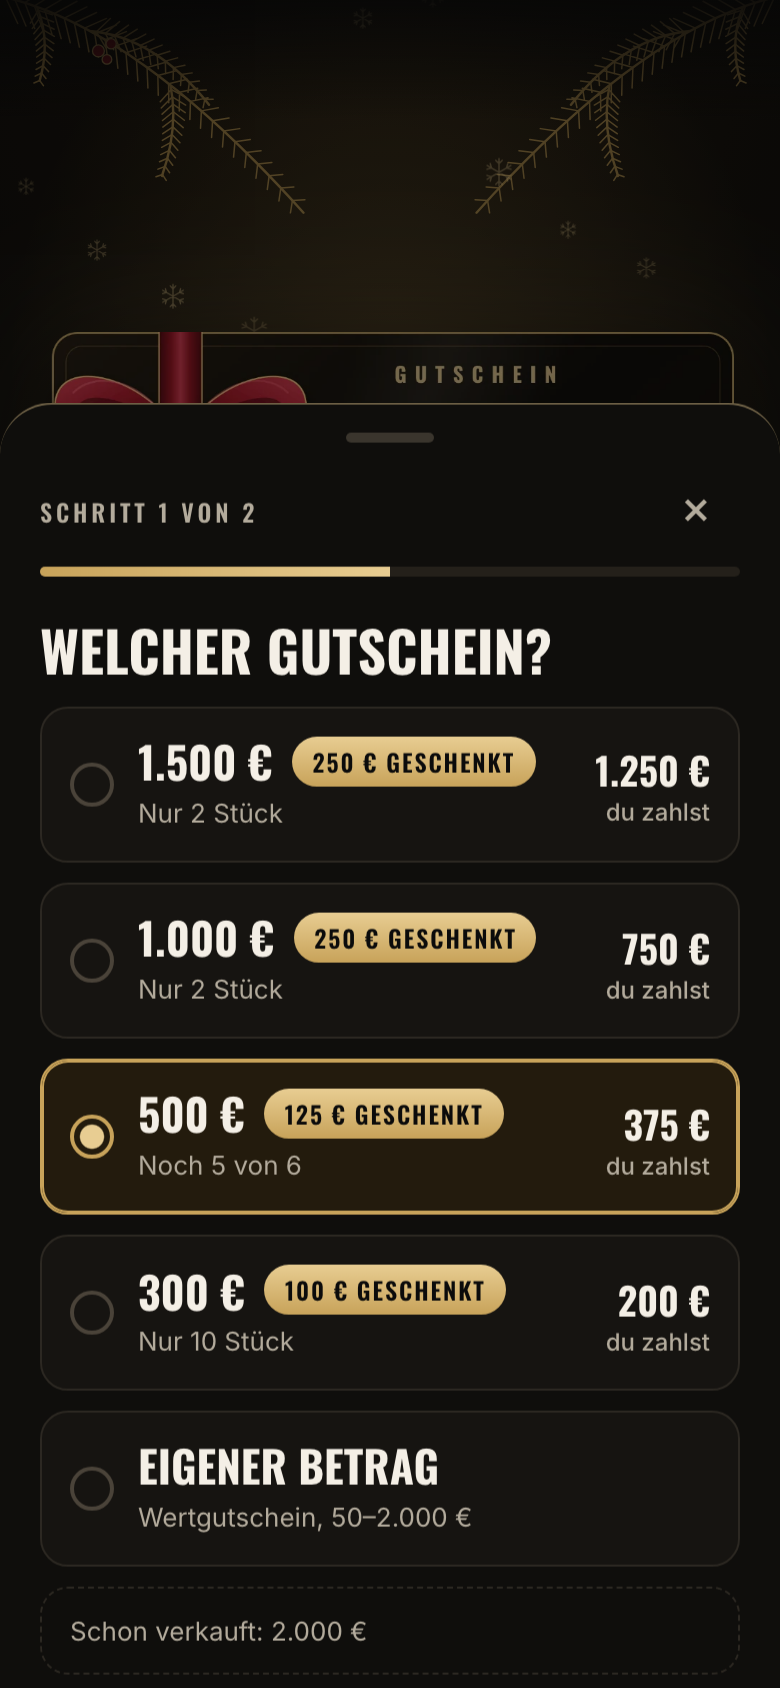 GUTSCHEIN
SCHRITT 1 VON 2
✕
WELCHER GUTSCHEIN?
1.500 € 250 € GESCHENKT 1.250 €
Nur 2 Stück du zahlst
1.000 € 250 € GESCHENKT 750 €
Nur 2 Stück du zahlst
500 € 125 € GESCHENKT 375 €
Noch 5 von 6 du zahlst
300 € 100 € GESCHENKT 200 €
Nur 10 Stück du zahlst
EIGENER BETRAG
Wertgutschein, 50–2.000 €
Schon verkauft: 2.000 €